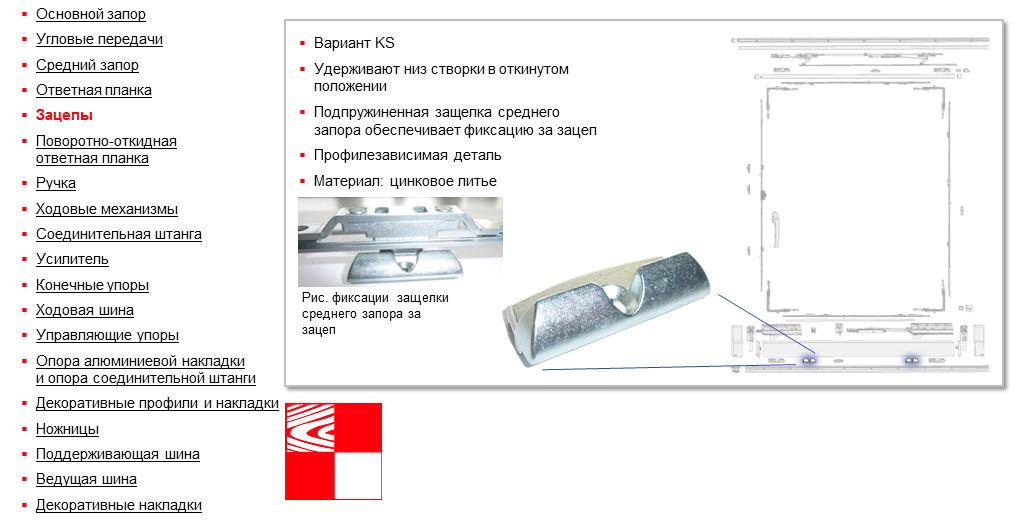 Основной запор
Угловые передачи
Средний запор
Ответная планка
Зацепы
Поворотно-откидная
ответная планка
Ручка
Ходовые механизмы
Соединительная штанга
Усилитель
Конечные упоры
Ходовая шина
Управляющие упоры
Опора алюминиевой накладки
и опора соединительной штанги
Декоративные профили и накладки
Ножницы
Поддерживающая шина
Ведущая шина
Декоративные накладки
Вариант KS
Удерживают низ створки в откинутом
положении
Подпружиненная защелка среднего
запора обеспечивает фиксацию за зацеп
Профилезависимая деталь
Материал: цинковое литье
Рис. фиксации защелки
среднего запора за
зацеп